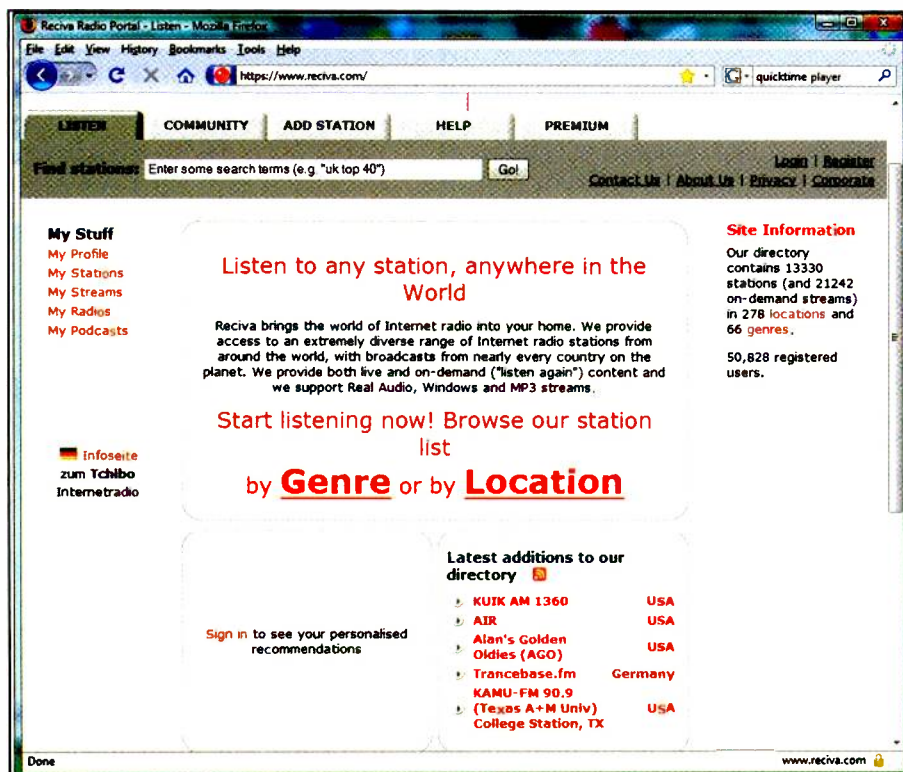 Reciva Radio Portal - Listen - Mozilla Firefox
File Edit View History Bookmarks Tools Help
https://www.reciva.com/
quicktime player
LISTEN COMMUNITY ADD STATION HELP PREMIUM
Login | Register
Find stations: Enter some search terms (e.g. "uk top 40") Go!
Contact Us | About Us | Privacy | Corporate
My Stuff
My Profile
My Stations
My Streams
My Radios
My Podcasts
Infoseite
zum Tchibo
Internetradio
Listen to any station, anywhere in the
World
Reciva brings the world of Internet radio into your home. We provide
access to an extremely diverse range of Internet radio stations from
around the world, with broadcasts from nearly every country on the
planet. We provide both live and on-demand ("listen again") content and
we support Real Audio, Windows and MP3 streams.
Start listening now! Browse our station
list
by Genre or by Location
Site Information
Our directory
contains 13330
stations (and 21242
on-demand streams)
in 278 locations and
66 genres.
50,828 registered
users.
Sign in to see your personalised
recommendations
Latest additions to our
directory
KUIK AM 1360 USA
AIR USA
Alan's Golden
Oldies (AGO) USA
Trancebase.fm Germany
KAMU-FM 90.9
(Texas A+M Univ) USA
College Station, TX
Done
www.reciva.com